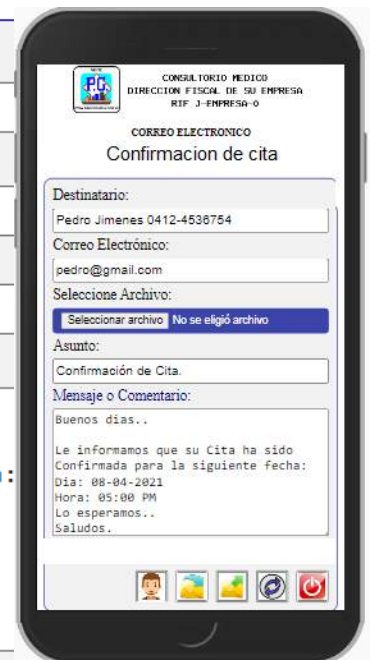 P.G.
CONSULTORIO MEDICO
DIRECCION FISCAL DE SU EMPRESA
RIF J-EMPRESA-0
CORREO ELECTRONICO
Confirmacion de cita
Destinatario:
Pedro Jimenes 0412-4536754
Correo Electrónico:
pedro@gmail.com
Seleccione Archivo:
Seleccionar archivo No se eligió archivo
Asunto:
Confirmación de Cita.
Mensaje o Comentario:
Buenos dias..
Le informamos que su Cita ha sido
Confirmada para la siguiente fecha:
Dia: 08-04-2021
Hora: 05:00 PM
Lo esperamos..
Saludos.